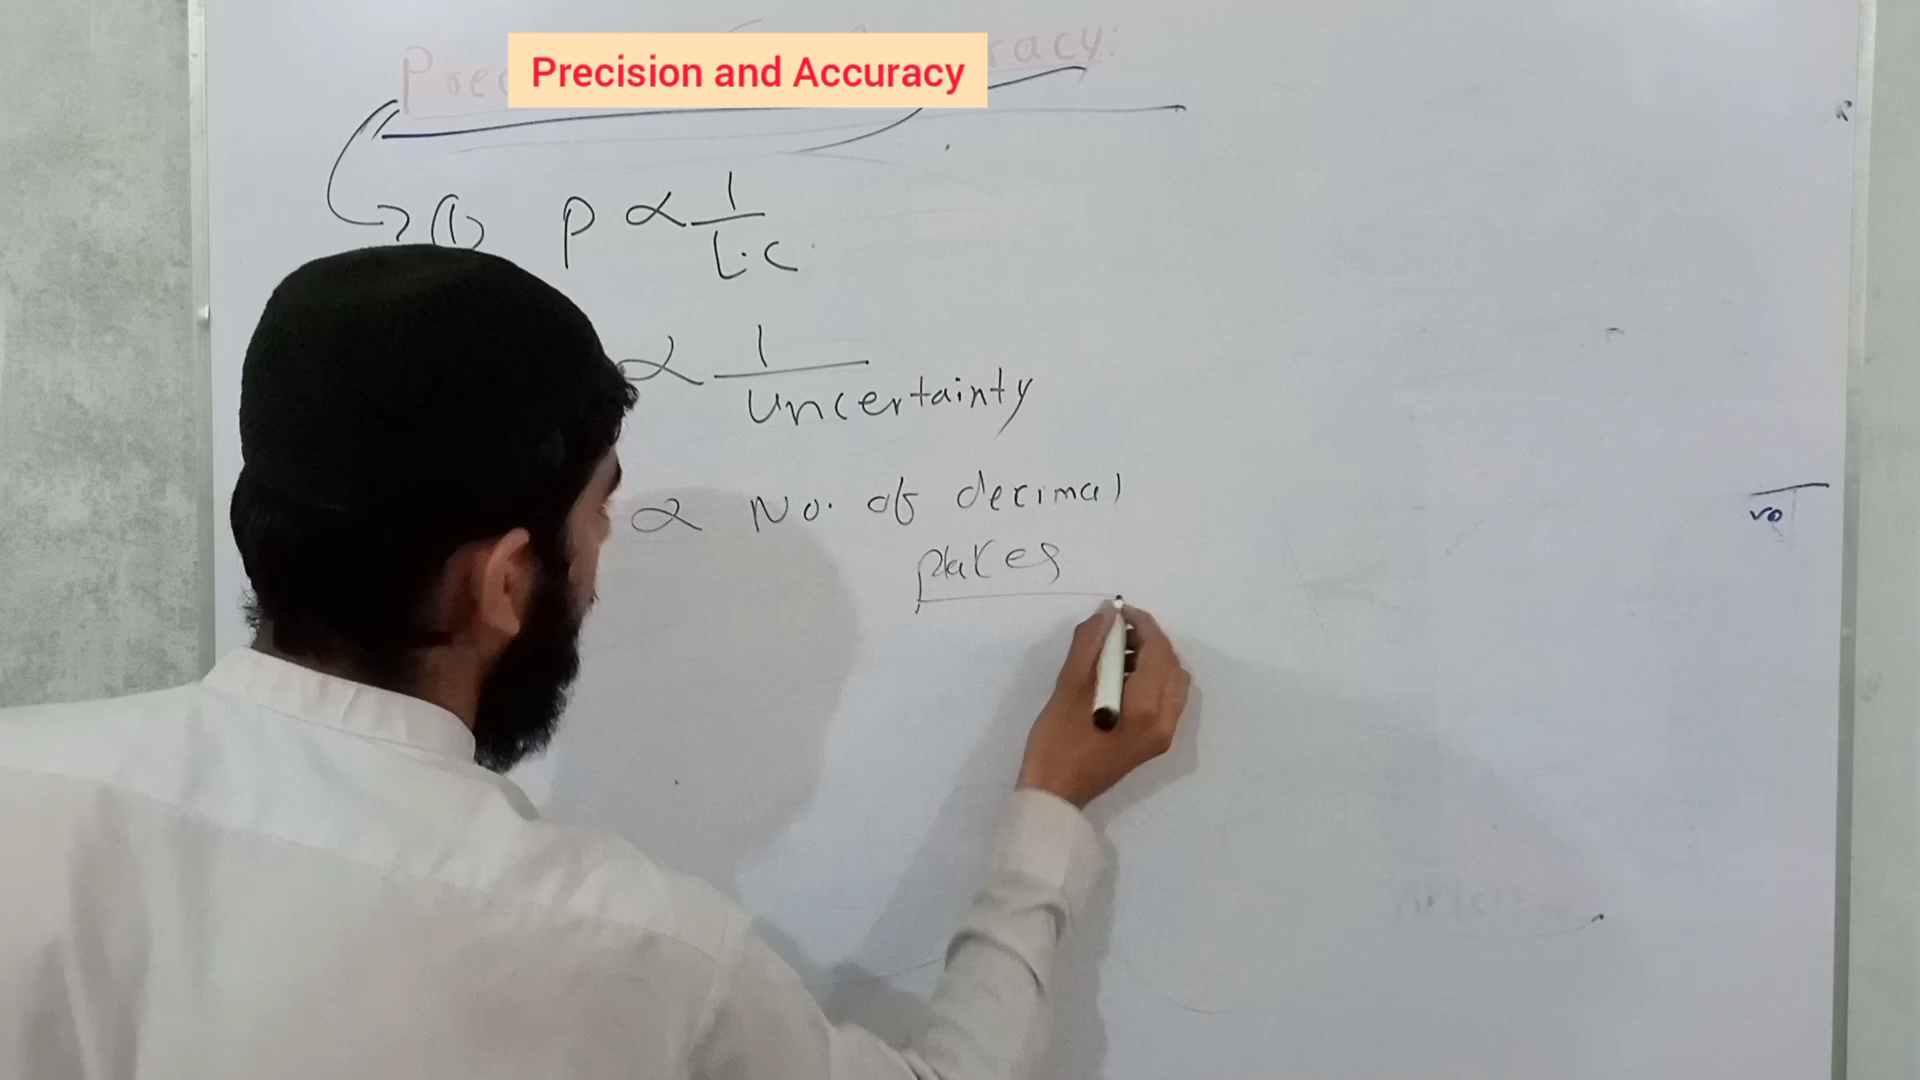 Precision and Accuracy
→ (1) P ∝ 1/L.C
∝ 1/Uncertainty
∝ No. of decimal
places